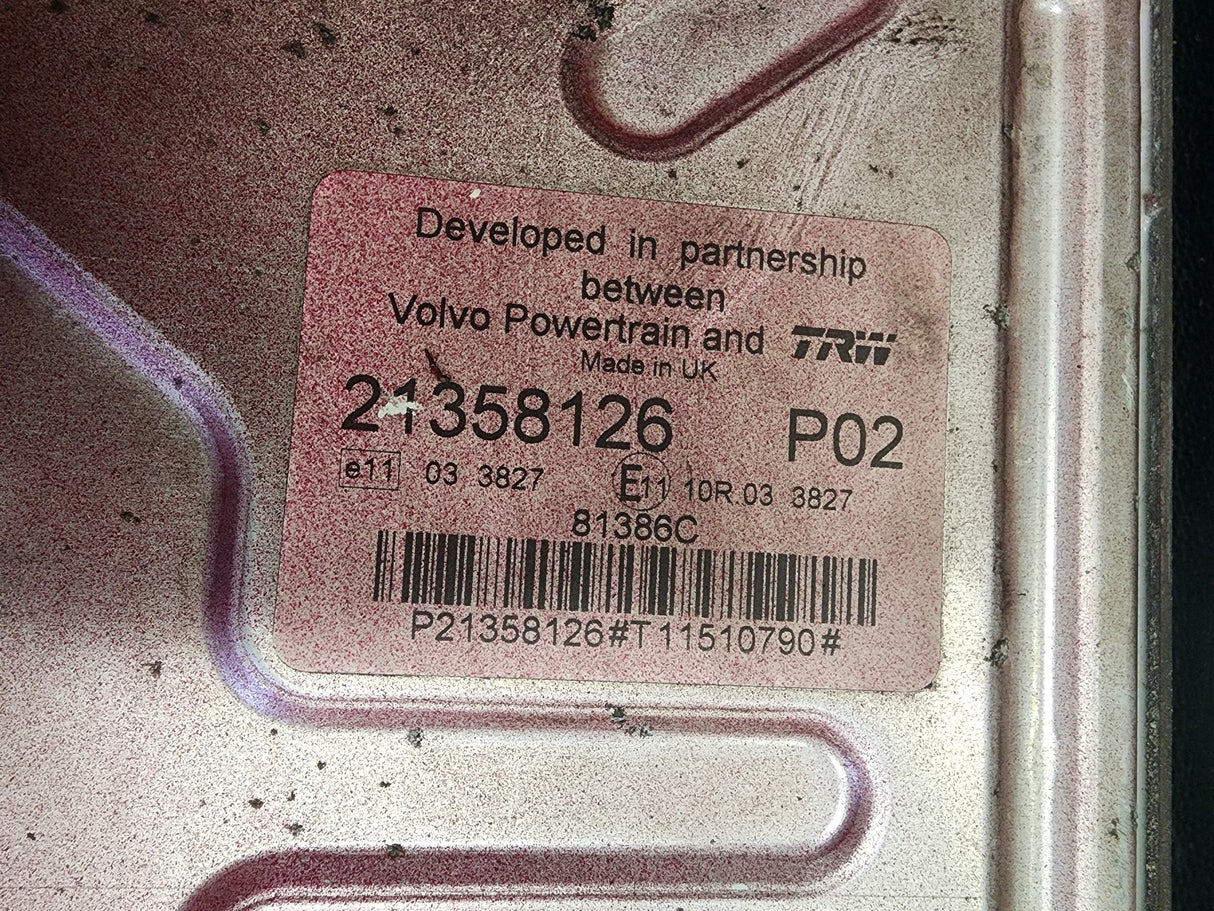 Developed in partnership
between
Volvo Powertrain and TRW
Made in UK
21358126 P02
e11 03 3827 E11 10R 03 3827
81386C
P21358126#T11510790#